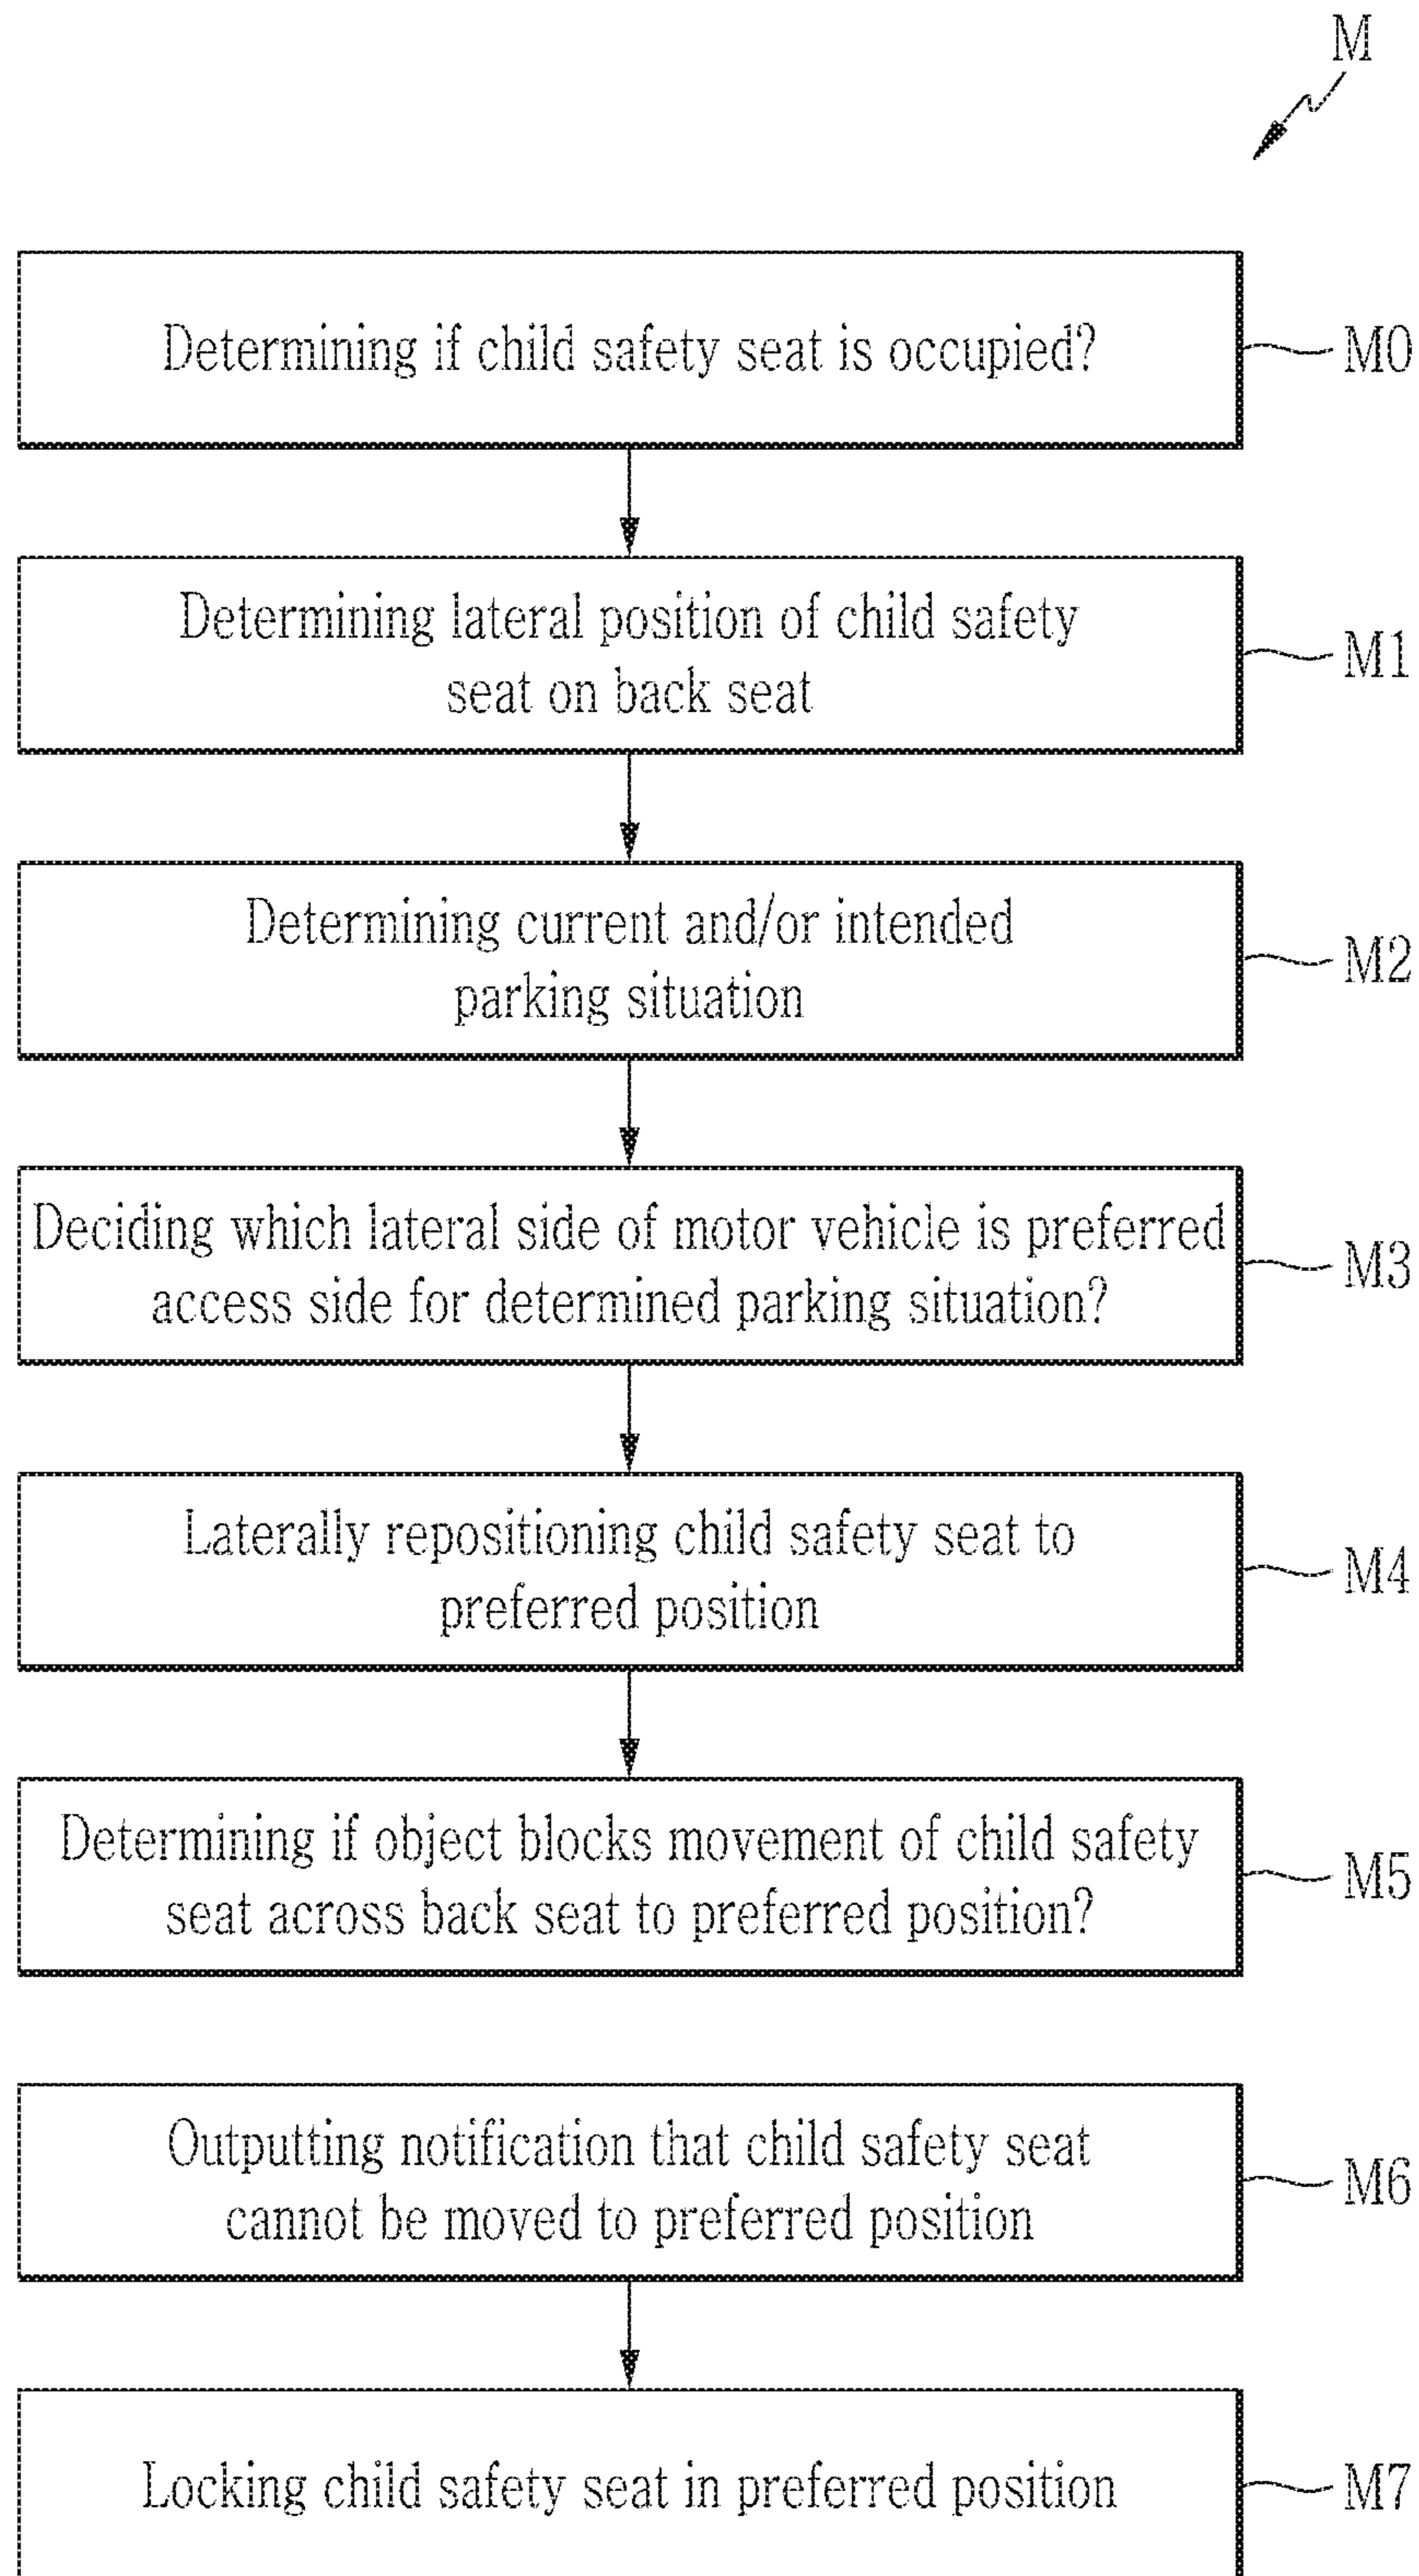 M
Determining if child safety seat is occupied?
M0
Determining lateral position of child safety
seat on back seat
M1
Determining current and/or intended
parking situation
M2
Deciding which lateral side of motor vehicle is preferred
access side for determined parking situation?
M3
Laterally repositioning child safety seat to
preferred position
M4
Determining if object blocks movement of child safety
seat across back seat to preferred position?
M5
Outputting notification that child safety seat
cannot be moved to preferred position
M6
Locking child safety seat in preferred position
M7